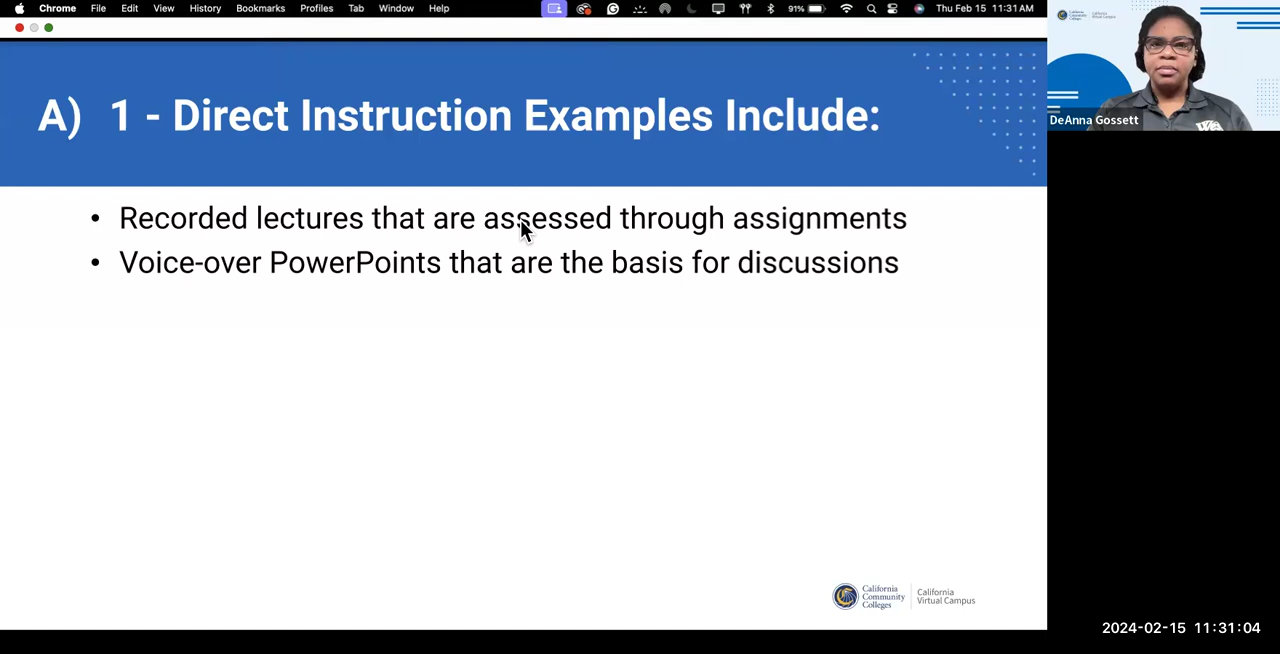 Chrome File Edit View History Bookmarks Profiles Tab Window Help 91% Thu Feb 15 11:31 AM
A) 1 - Direct Instruction Examples Include:
• Recorded lectures that are assessed through assignments
• Voice-over PowerPoints that are the basis for discussions
California
Community
Colleges
California
Virtual Campus
DeAnna Gossett
2024-02-15 11:31:04